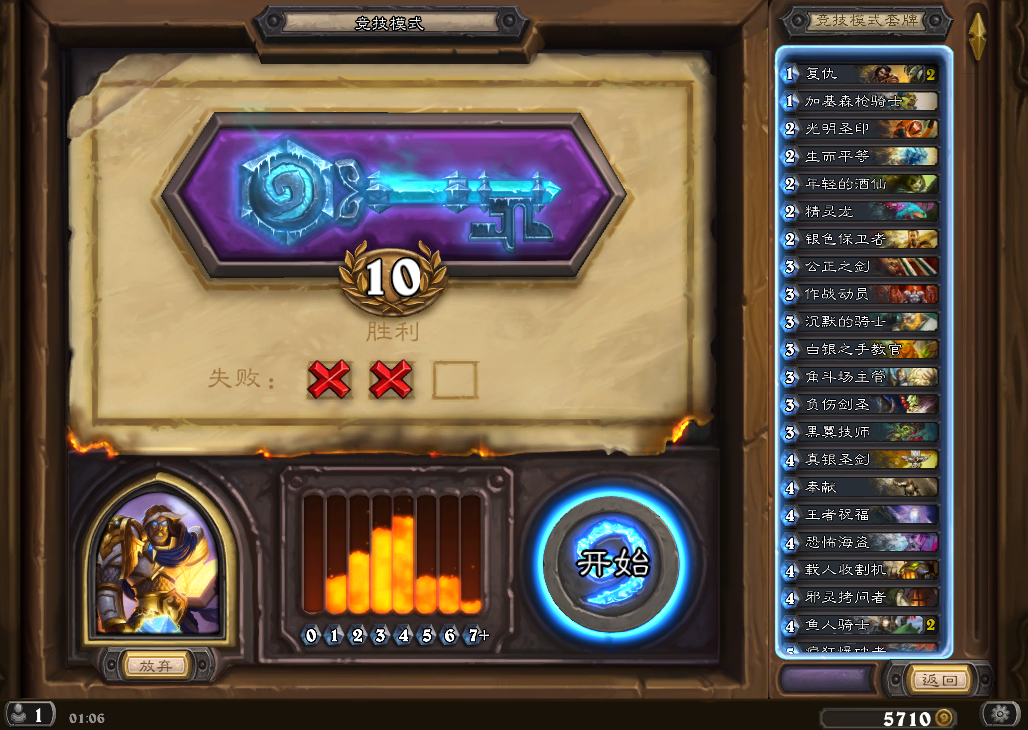 竞技模式
竞技模式套牌
10
胜利
失败：
0 1 2 3 4 5 6 7+
开始
放弃
1 复仇 2
1 加基森枪骑士
2 光明圣印
2 生而平等
2 年轻的酒仙
2 精灵龙
2 银色保卫者
3 公正之剑
3 作战动员
3 沉默的骑士
3 白银之手教官
3 角斗场主管
3 负伤剑圣
3 黑翼技师
4 真银圣剑
4 奉献
4 王者祝福
4 恐怖海盗
4 载人收割机
4 邪灵拷问者
4 鱼人骑士 2
5 疯狂爆破者
返回
1
01:06
5710